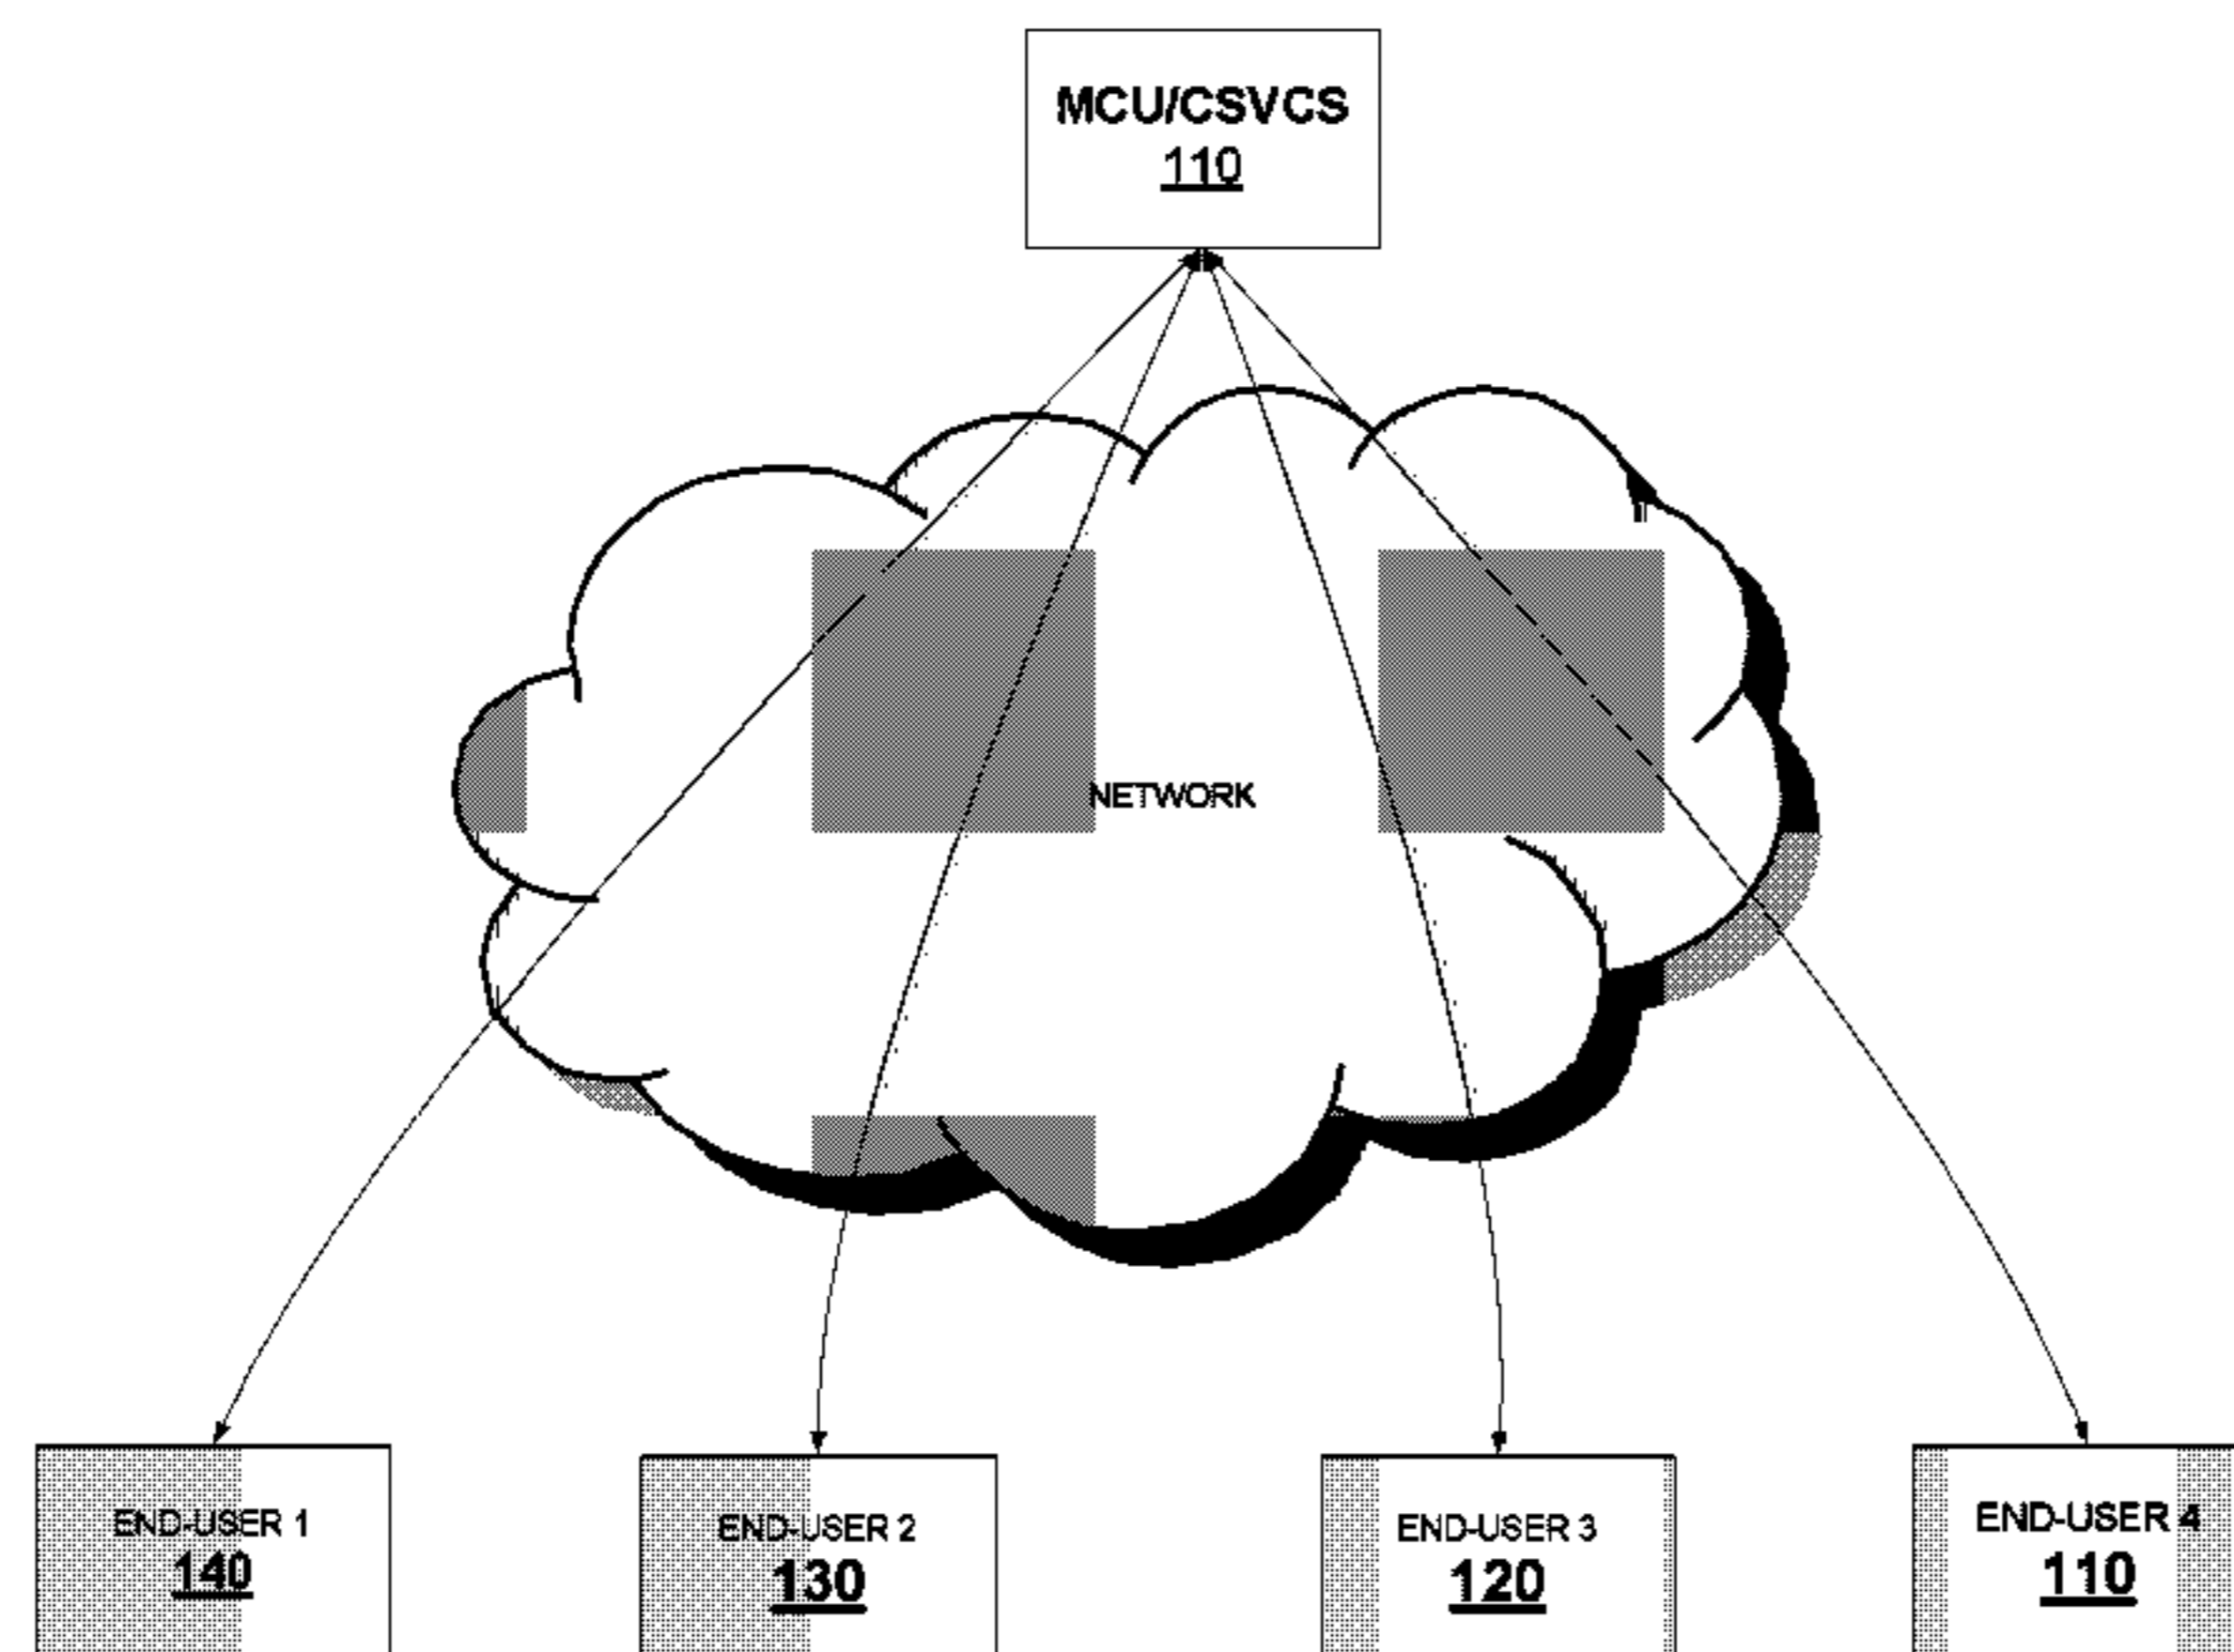 MCU/CSVCS
110
NETWORK
END-USER 1
140
END-USER 2
130
END-USER 3
120
END-USER 4
110